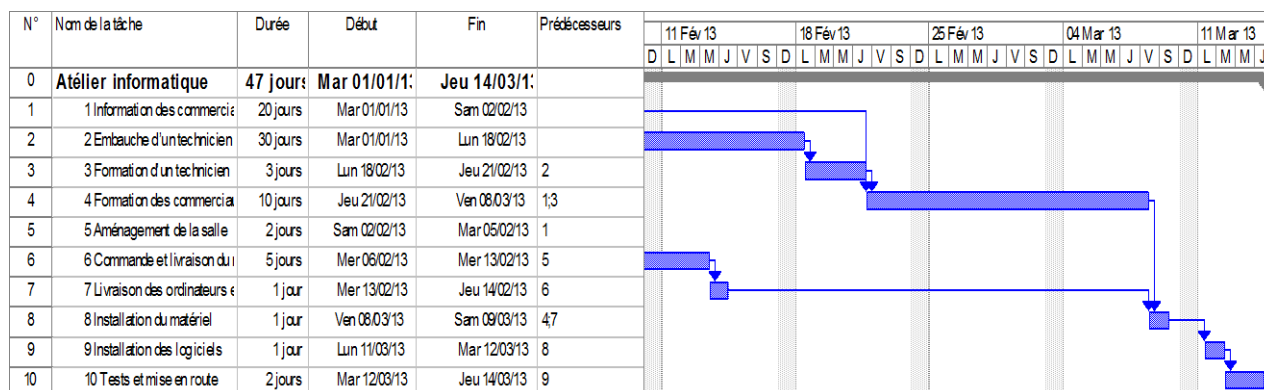 N° Nom de la tâche Durée Début Fin Prédécesseurs
11 Fév 13 18 Fév 13 25 Fév 13 04 Mar 13 11 Mar 13
D L M M J V S D L M M J V S D L M M J V S D L M M J V S D L M M J
0 Atélier informatique 47 jours Mar 01/01/1 Jeu 14/03/1
1 1 Information des commercia 20 jours Mar 01/01/13 Sam 02/02/13
2 2 Embauche d'un technicien 30 jours Mar 01/01/13 Lun 18/02/13
3 3 Formation d'un technicien 3 jours Lun 18/02/13 Jeu 21/02/13 2
4 4 Formation des commercia 10 jours Jeu 21/02/13 Ven 08/03/13 1;3
5 5 Aménagement de la salle 2 jours Sam 02/02/13 Mar 05/02/13 1
6 6 Commande et livraison du 5 jours Mer 06/02/13 Mer 13/02/13 5
7 7 Livraison des ordinateurs e 1 jour Mer 13/02/13 Jeu 14/02/13 6
8 8 Installation du matériel 1 jour Ven 08/03/13 Sam 09/03/13 4;7
9 9 Installation des logiciels 1 jour Lun 11/03/13 Mar 12/03/13 8
10 10 Tests et mise en route 2 jours Mar 12/03/13 Jeu 14/03/13 9